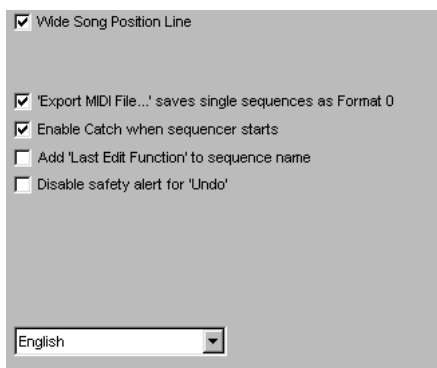 Wide Song Position Line
'Export MIDI File...' saves single sequences as Format 0
Enable Catch when sequencer starts
Add 'Last Edit Function' to sequence name
Disable safety alert for 'Undo'
English